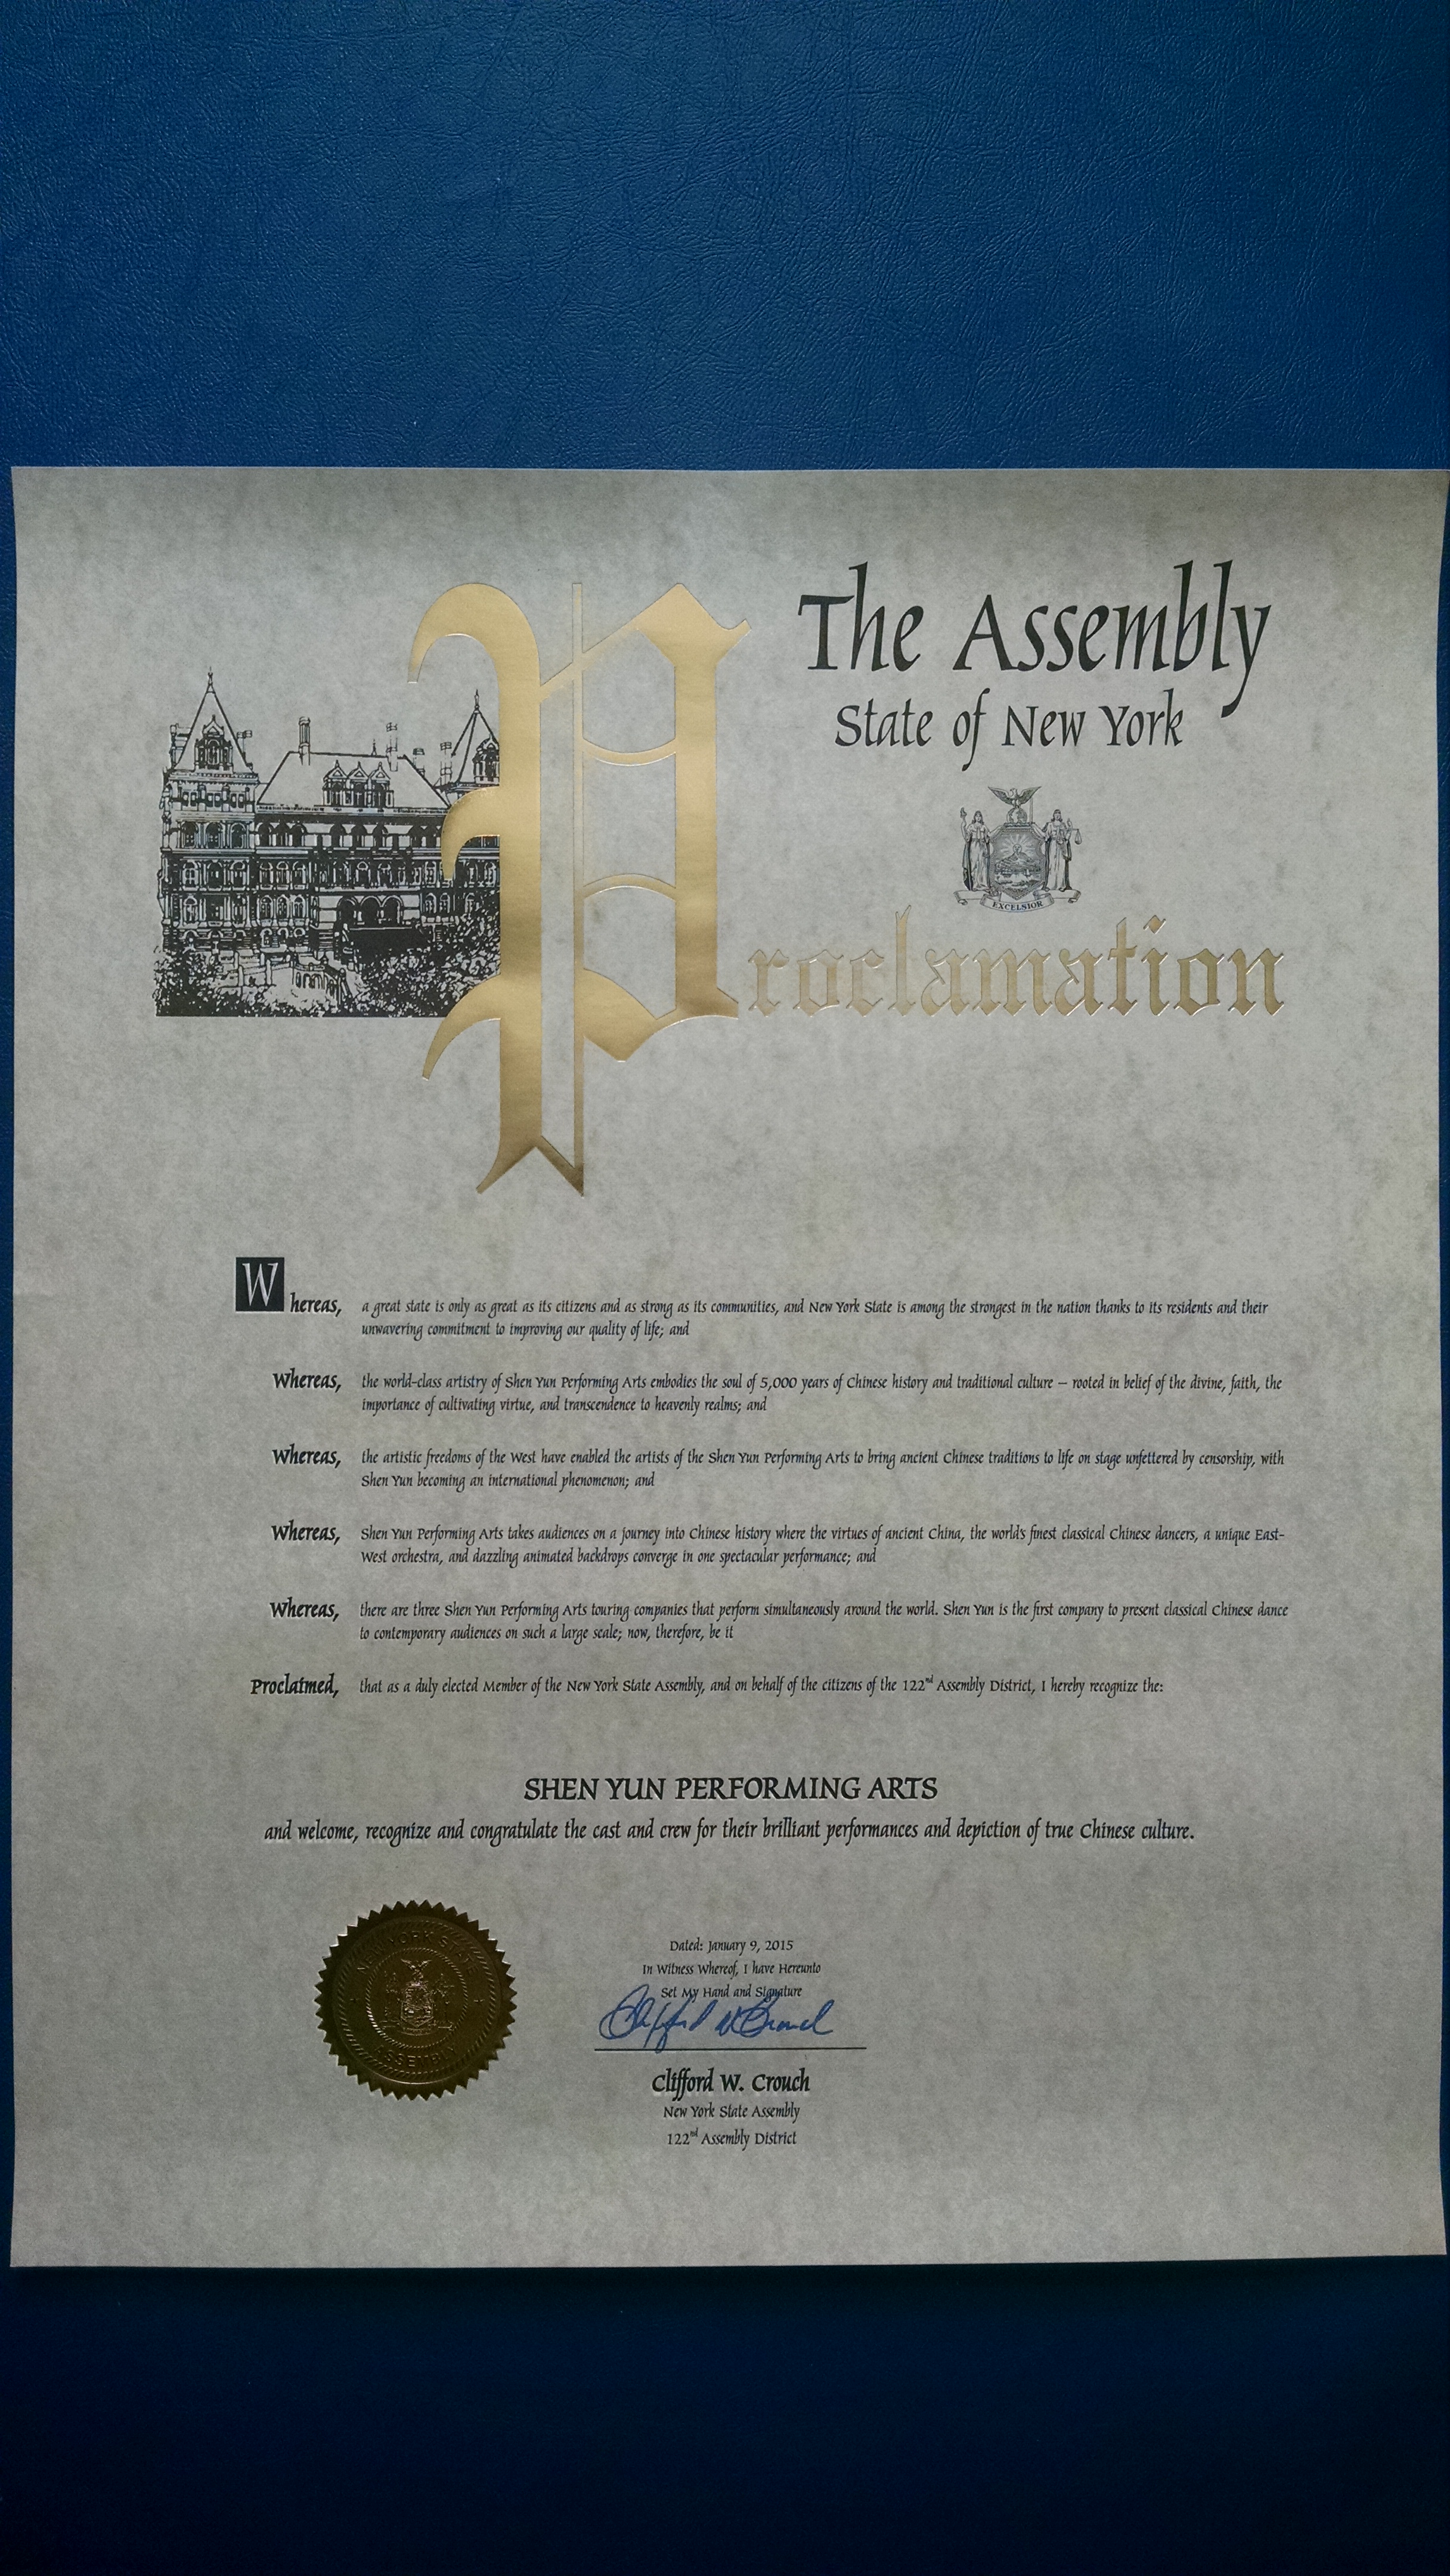 The Assembly
State of New York
EXCELSIOR
Proclamation
Whereas, a great state is only as great as its citizens and as strong as its communities, and New York State is among the strongest in the nation thanks to its residents and their
unwavering commitment to improving our quality of life; and
Whereas, the world-class artistry of Shen Yun Performing Arts embodies the soul of 5,000 years of Chinese history and traditional culture – rooted in belief of the divine, faith, the
importance of cultivating virtue, and transcendence to heavenly realms; and
Whereas, the artistic freedoms of the West have enabled the artists of the Shen Yun Performing Arts to bring ancient Chinese traditions to life on stage unfettered by censorship, with
Shen Yun becoming an international phenomenon; and
Whereas, Shen Yun Performing Arts takes audiences on a journey into Chinese history where the virtues of ancient China, the world's finest classical Chinese dancers, a unique East-
West orchestra, and dazzling animated backdrops converge in one spectacular performance; and
Whereas, there are three Shen Yun Performing Arts touring companies that perform simultaneously around the world. Shen Yun is the first company to present classical Chinese dance
to contemporary audiences on such a large scale; now, therefore, be it
Proclaimed, that as a duly elected Member of the New York State Assembly, and on behalf of the citizens of the 122nd Assembly District, I hereby recognize the:
SHEN YUN PERFORMING ARTS
and welcome, recognize and congratulate the cast and crew for their brilliant performances and depiction of true Chinese culture.
NEW YORK STATE
ASSEMBLY
Dated: January 9, 2015
In Witness Whereof, I have Hereunto
Set My Hand and Signature
Clifford W. Crouch
Clifford W. Crouch
New York State Assembly
122nd Assembly District